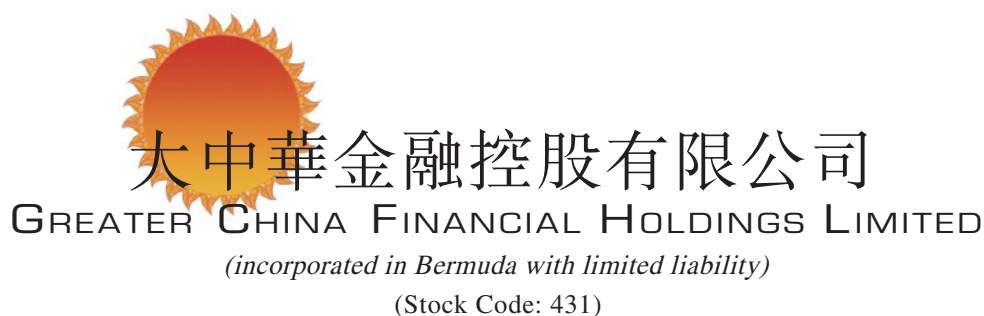 大中華金融控股有限公司
GREATER CHINA FINANCIAL HOLDINGS LIMITED
(incorporated in Bermuda with limited liability)
(Stock Code: 431)